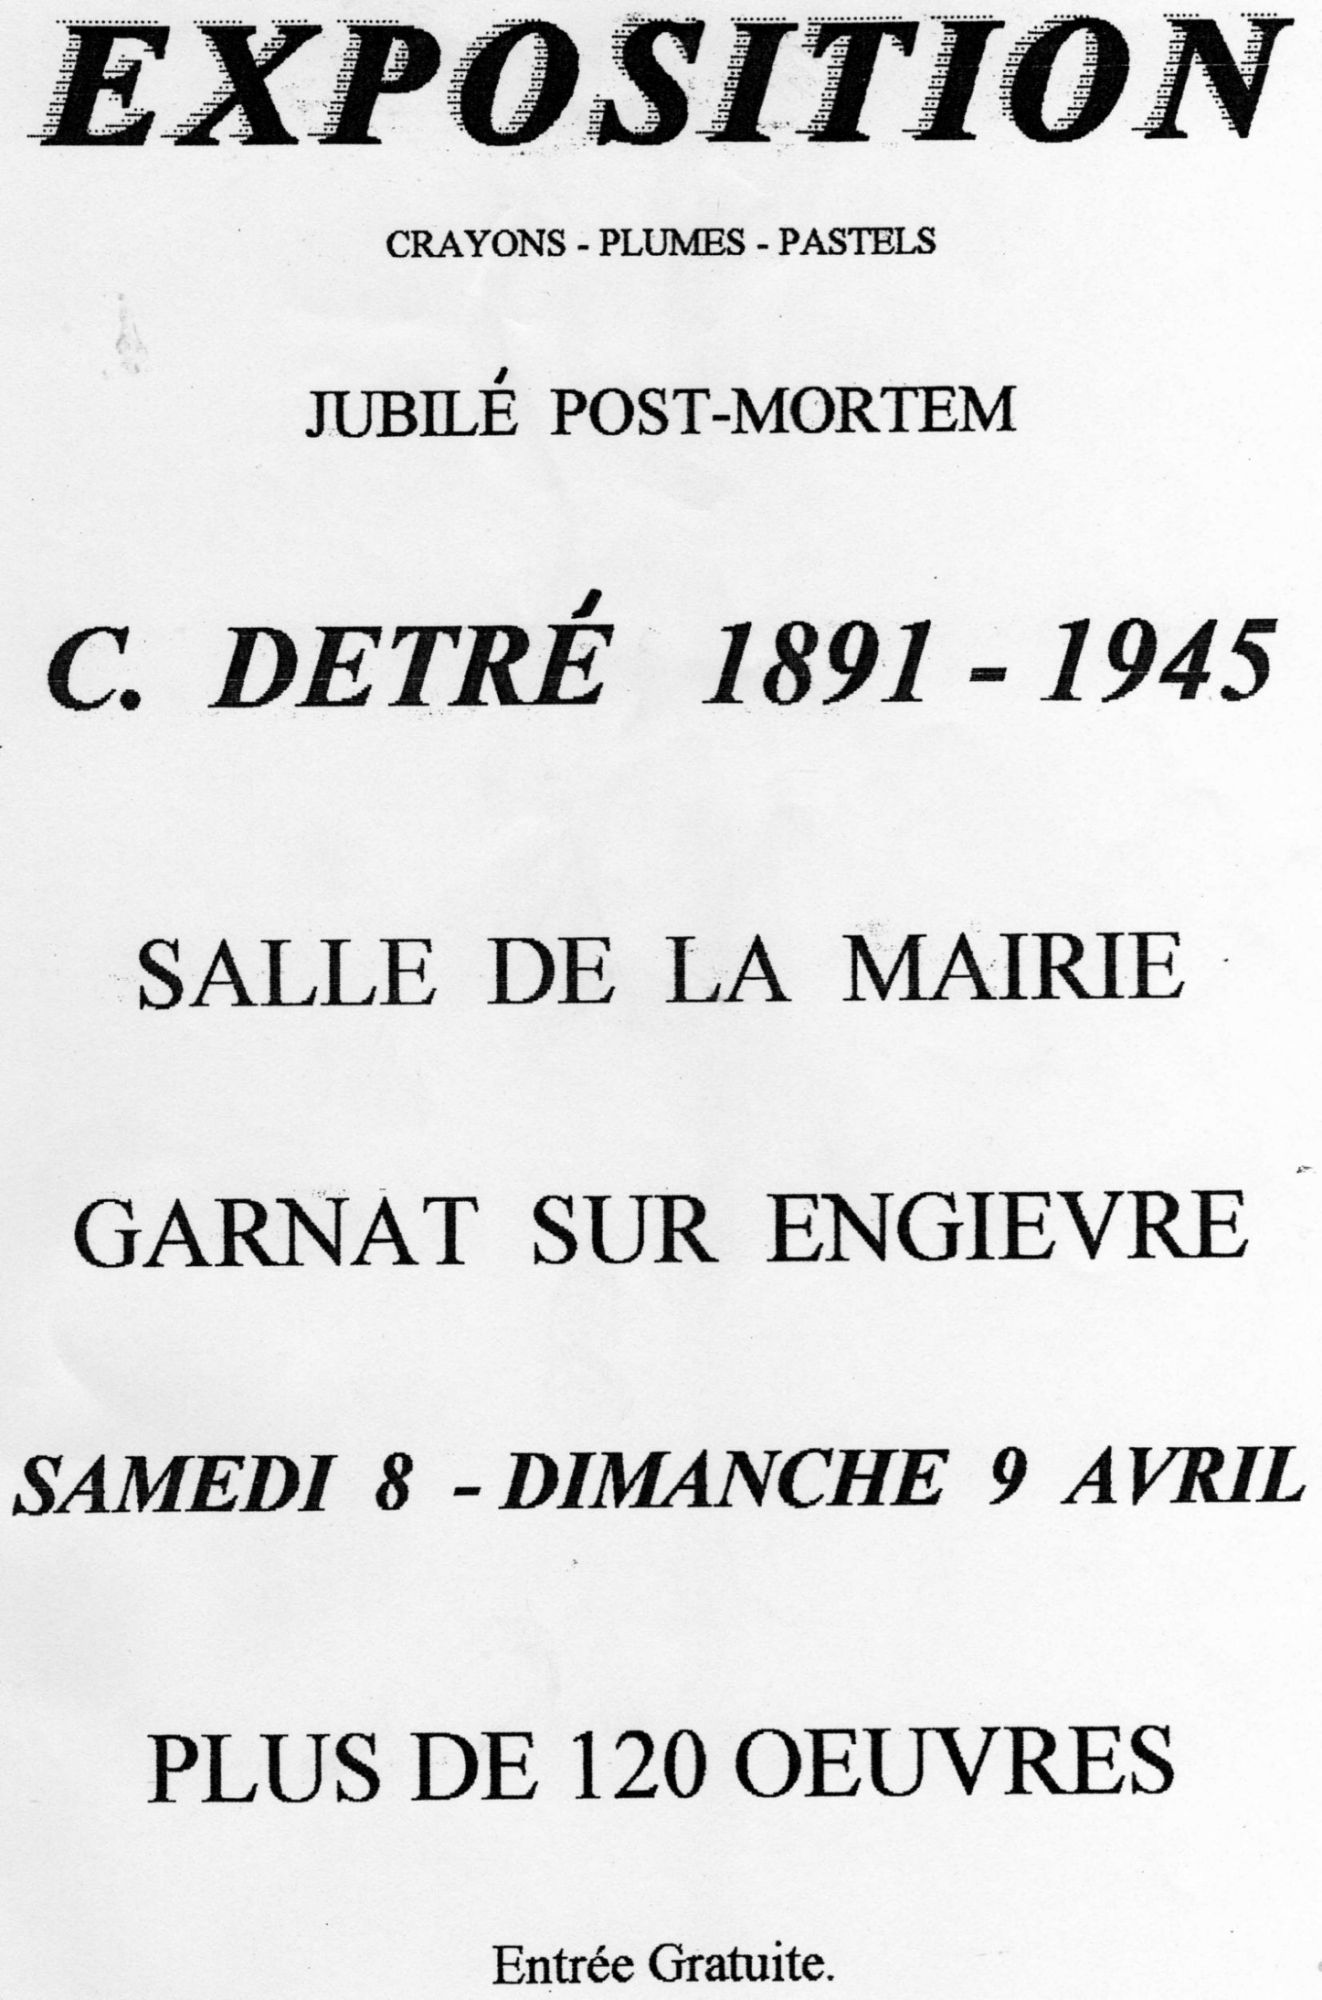 EXPOSITION
CRAYONS - PLUMES - PASTELS
JUBILÉ POST-MORTEM
C. DETRÉ 1891 - 1945
SALLE DE LA MAIRIE
GARNAT SUR ENGIEVRE
SAMEDI 8 - DIMANCHE 9 AVRIL
PLUS DE 120 OEUVRES
Entrée Gratuite.